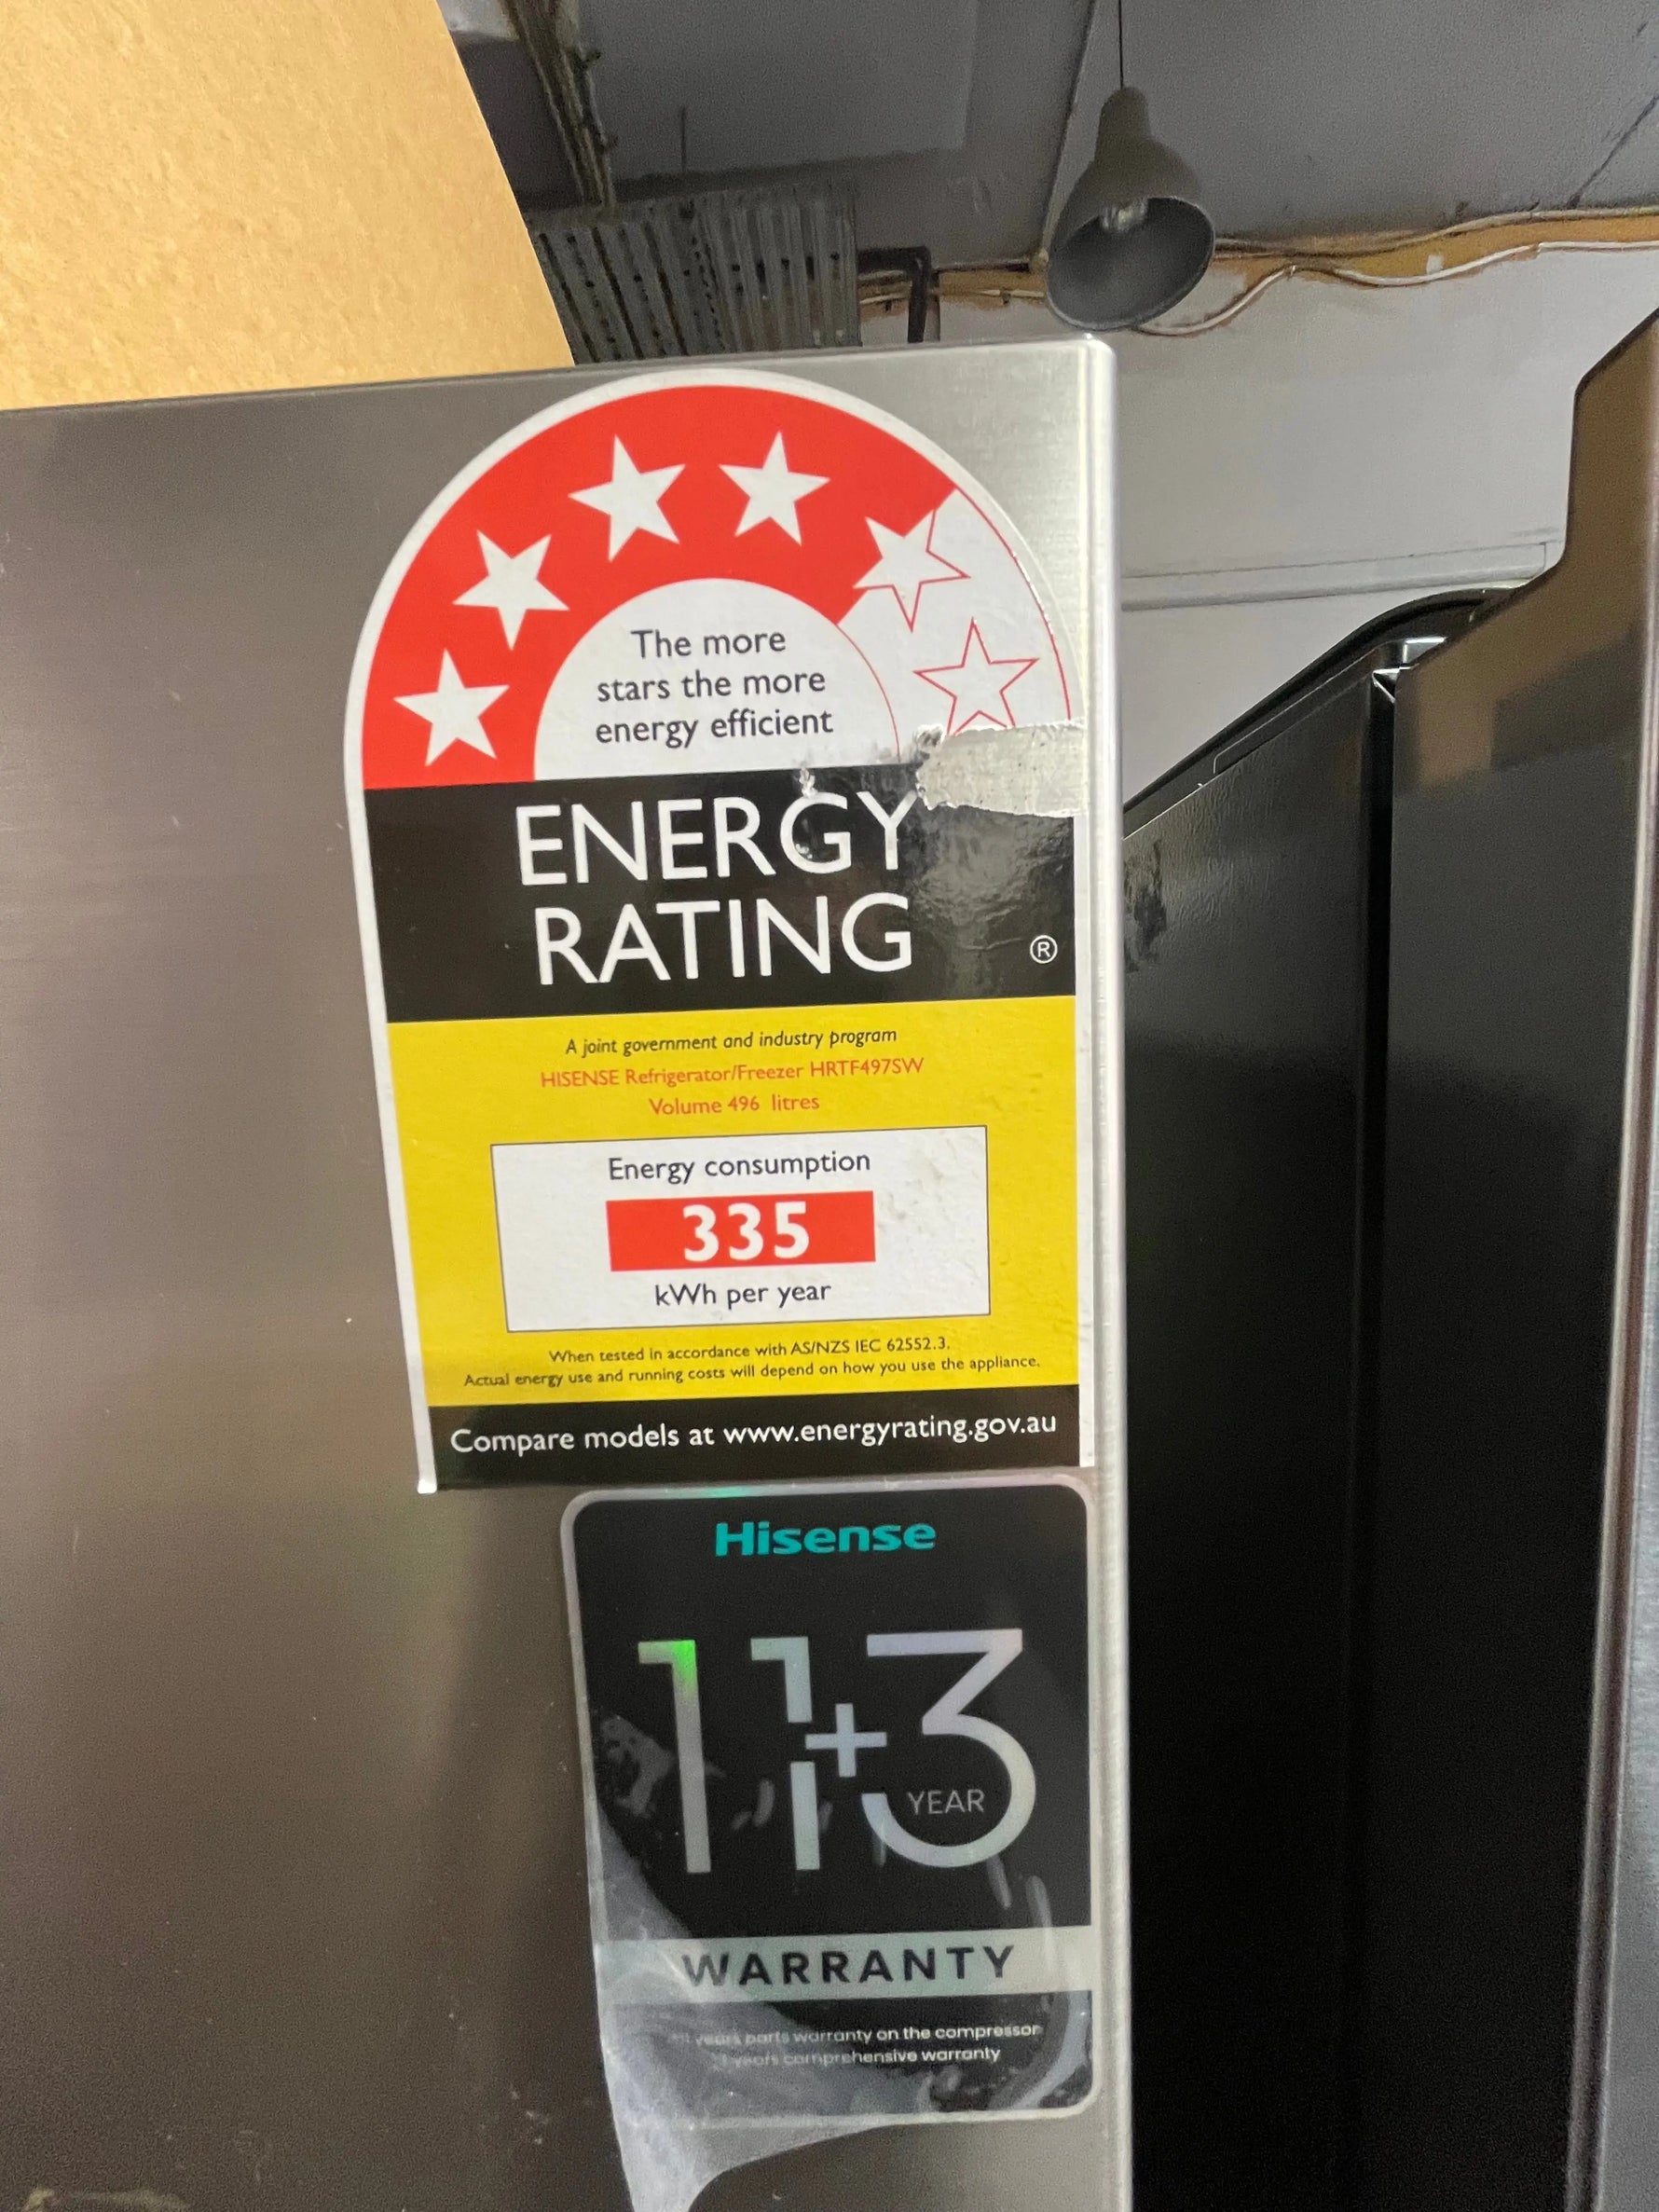 The more
stars the more
energy efficient
ENERGY
RATING ®
A joint government and industry program
HISENSE Refrigerator/Freezer HRTF497SW
Volume 496 litres
Energy consumption
335
kWh per year
When tested in accordance with AS/NZS IEC 62552.3.
Actual energy use and running costs will depend on how you use the appliance.
Compare models at www.energyrating.gov.au
Hisense
11+3
YEAR
WARRANTY
years parts warranty on the compressor
years comprehensive warranty